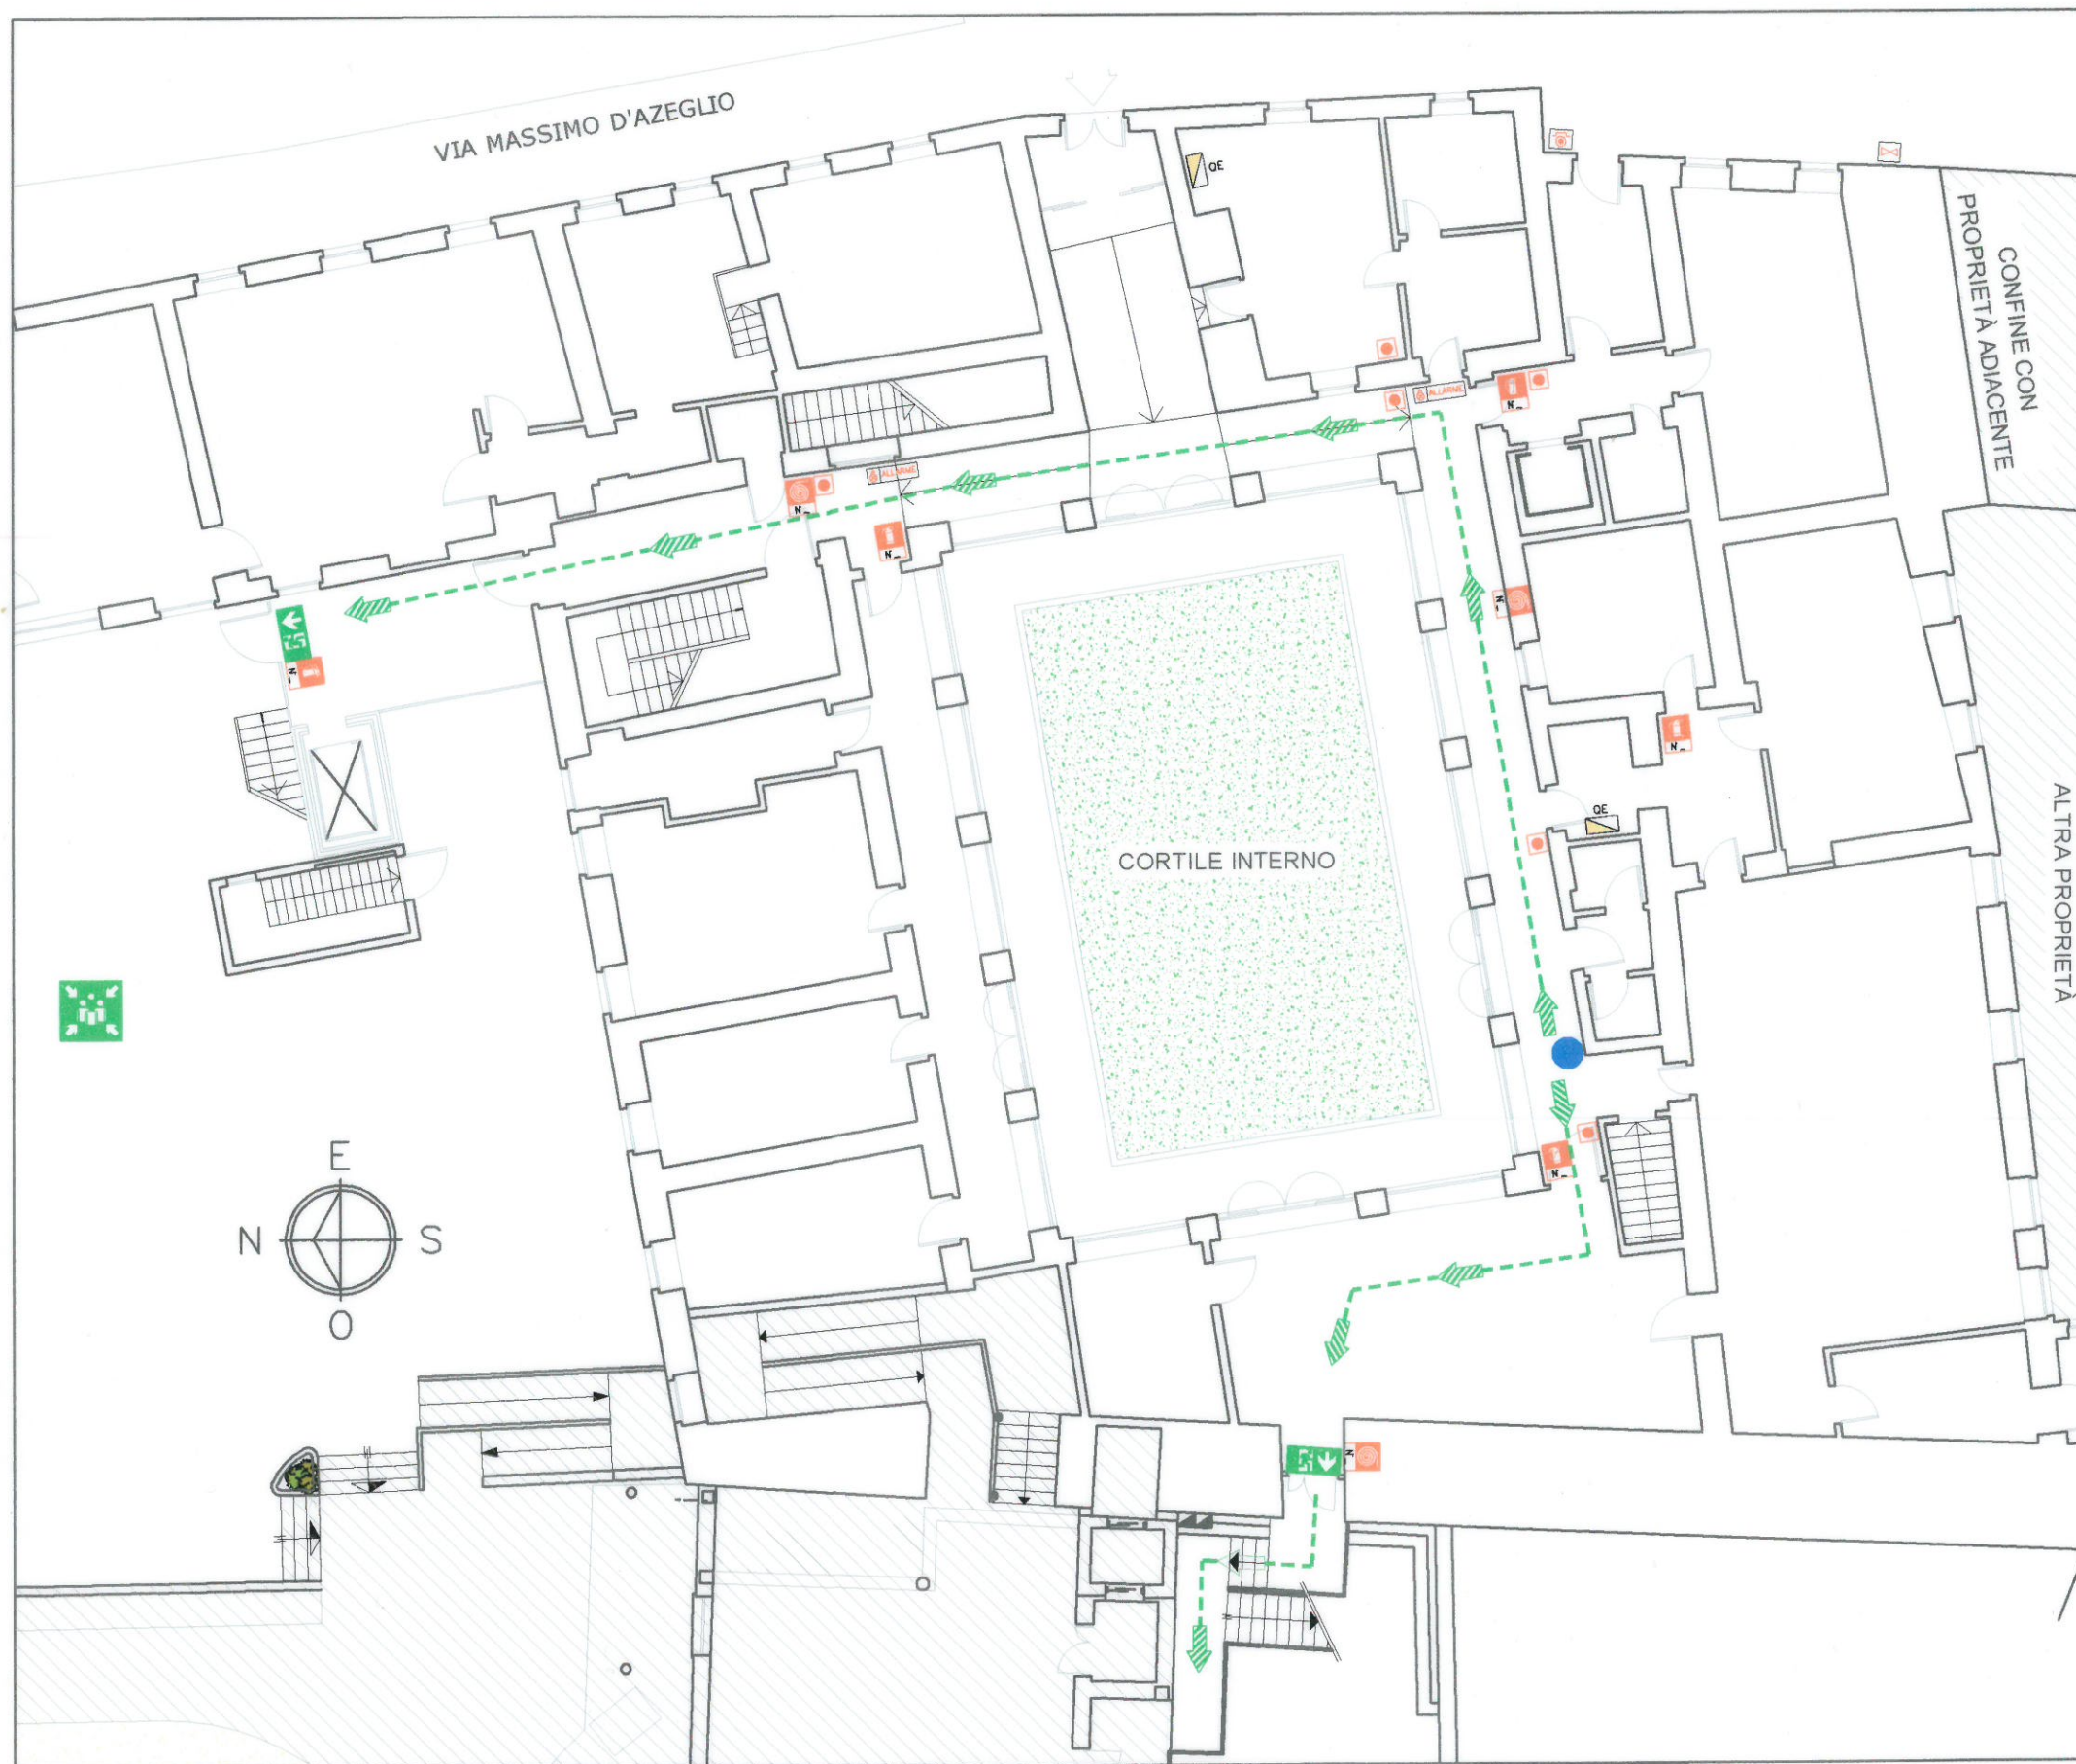 VIA MASSIMO D'AZEGLIO
QE
CONFINE CON
PROPRIETÀ ADIACENTE
ALLARME
N
ALLARME
N
N
N
N
N
QE
CORTILE INTERNO
ALTRA PROPRIETÀ
N
E
N
S
O
N